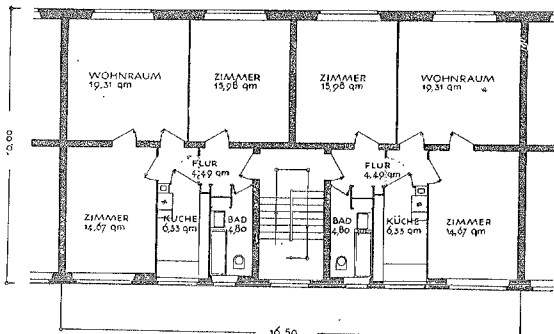 WOHNRAUM
19,31 qm
ZIMMER
15,98 qm
ZIMMER
15,98 qm
WOHNRAUM
19,31 qm
10,00
FLUR
4,49 qm
FLUR
4,49 qm
ZIMMER
14,67 qm
KÜCHE
6,33 qm
BAD
4,80
BAD
4,80
KÜCHE
6,33 qm
ZIMMER
14,67 qm
16,50